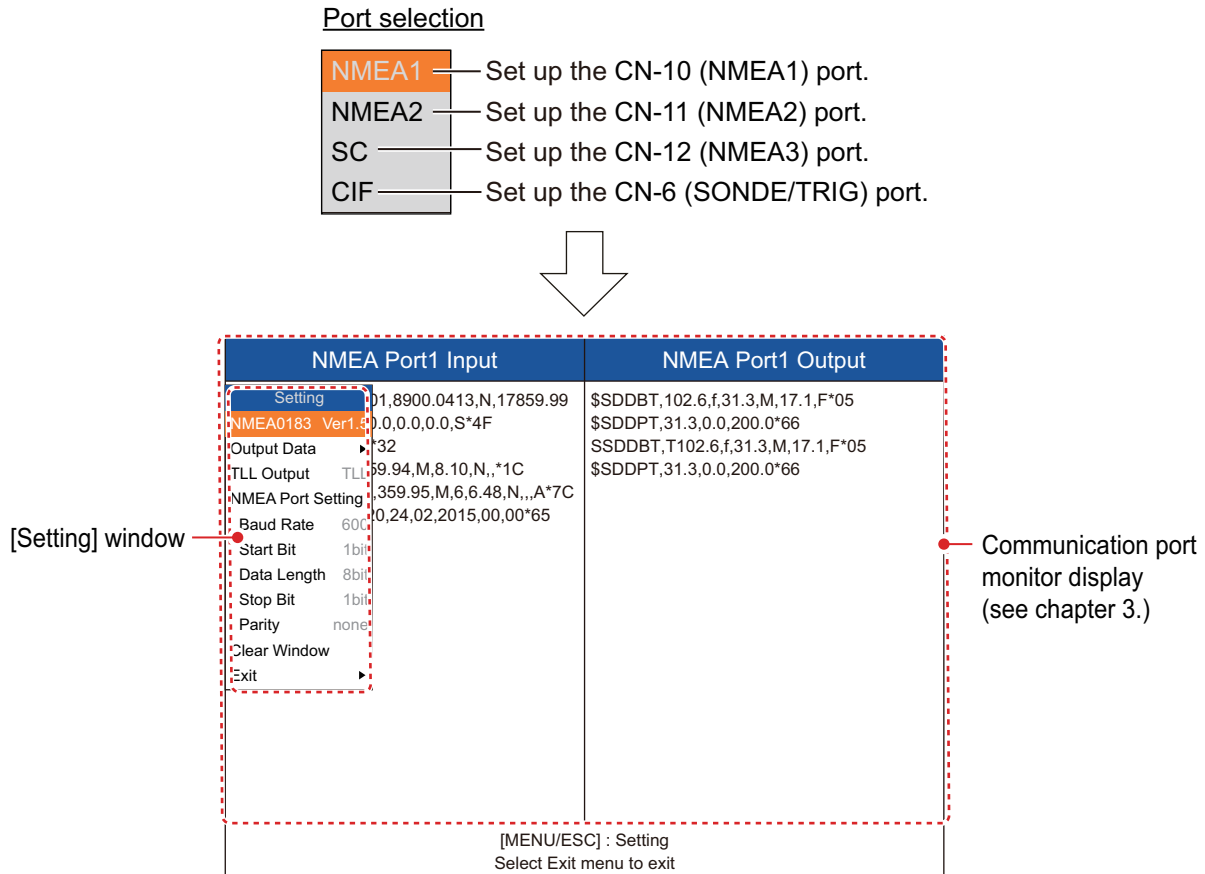 Port selection
NMEA1 Set up the CN-10 (NMEA1) port.
NMEA2 Set up the CN-11 (NMEA2) port.
SC Set up the CN-12 (NMEA3) port.
CIF Set up the CN-6 (SONDE/TRIG) port.
NMEA Port1 Input
Setting
NMEA0183 Ver1.5
Output Data
TLL Output TLL
NMEA Port Setting
Baud Rate 600
Start Bit 1bit
Data Length 8bit
Stop Bit 1bit
Parity none
Clear Window
Exit
01,8900.0413,N,17859.99
0.0,0.0,0.0,S*4F
*32
59.94,M,8.10,N,,*1C
,359.95,M,6,6.48,N,,,A*7C
20,24,02,2015,00,00*65
NMEA Port1 Output
$SDDBT,102.6,f,31.3,M,17.1,F*05
$SDDPT,31.3,0.0,200.0*66
SSDDBT,T102.6,f,31.3,M,17.1,F*05
$SDDPT,31.3,0.0,200.0*66
[Setting] window
Communication port
monitor display
(see chapter 3.)
[MENU/ESC] : Setting
Select Exit menu to exit